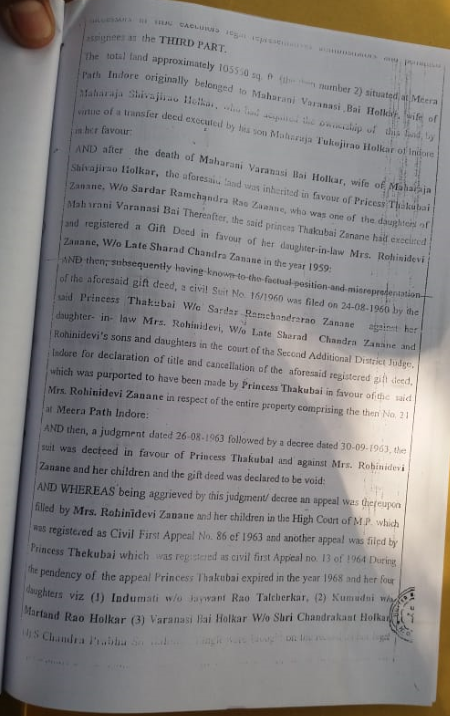 assignees as the THIRD PART.
The total land approximately 105550 sq. ft (the then number 2) situated at Meera
Path Indore originally belonged to Maharani Varanasi Bai Holkar, wife of
Maharaja Shivajirao Holkar, who had acquired the ownership of this land, by
virtue of a transfer deed executed by his son Maharaja Tukojirao Holkar of Indore
in her favour:
AND after the death of Maharani Varanasi Bai Holkar, wife of Maharaja
Shivajirao Holkar, the aforesaid land was inherited in favour of Princess Thakubai
Zanane, W/o Sardar Ramchandra Rao Zanane, who was one of the daughters of
Maharani Varanasi Bai Thereafter, the said princes Thakubai Zanane had executed
and registered a Gift Deed in favour of her daughter-in-law Mrs. Rohinidevi
Zanane, W/o Late Sharad Chandra Zanane in the year 1959:
AND then, subsequently having known to the factual position and misrepresentation
of the aforesaid gift deed, a civil Suit No. 16/1960 was filed on 24-08-1960 by the
said Princess Thakubai W/o Sardar Ramchandrarao Zanane against her
daughter- in- law Mrs. Rohinidevi, W/o Late Sharad Chandra Zanane and
Rohinidevi's sons and daughters in the court of the Second Additional District Judge,
Indore for declaration of title and cancellation of the aforesaid registered gift deed,
which was purported to have been made by Princess Thakubai in favour of the said
Mrs. Rohinidevi Zanane in respect of the entire property comprising the then No. 21
at Meera Path Indore:
AND then, a judgment dated 26-08-1963 followed by a decree dated 30-09-1963, the
suit was decreed in favour of Princess Thakubai and against Mrs. Rohinidevi
Zanane and her children and the gift deed was declared to be void:
AND WHEREAS being aggrieved by this judgment/ decree an appeal was thereupon
filled by Mrs. Rohinidevi Zanane and her children in the High Court of M.P. which
was registered as Civil First Appeal No. 86 of 1963 and another appeal was filed by
Princess Thekubai which was registered as civil first Appeal no. 13 of 1964 During
the pendency of the appeal Princess Thakubai expired in the year 1968 and her four
daughters viz (1) Indumati w/o Jaywant Rao Talcherkar, (2) Kumudni w/o
Martand Rao Holkar (3) Varanasi Bai Holkar W/o Shri Chandrakaat Holkar
S Chandra Prabha